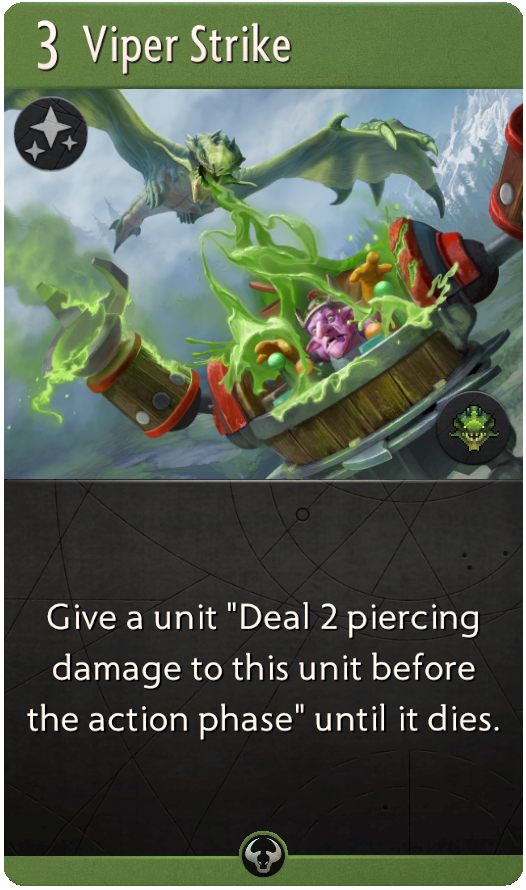 3 Viper Strike
Give a unit "Deal 2 piercing
damage to this unit before
the action phase" until it dies.